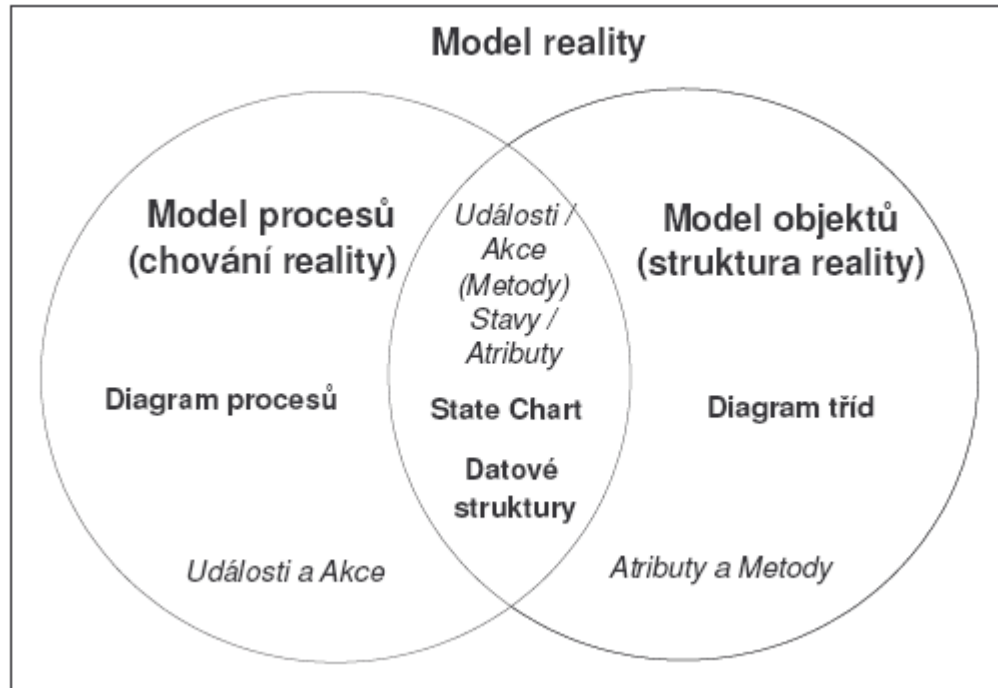 Model reality
Model procesů
(chování reality)
Diagram procesů
Události a Akce
Události /
Akce
(Metody)
Stavy /
Atributy
State Chart
Datové
struktury
Model objektů
(struktura reality)
Diagram tříd
Atributy a Metody